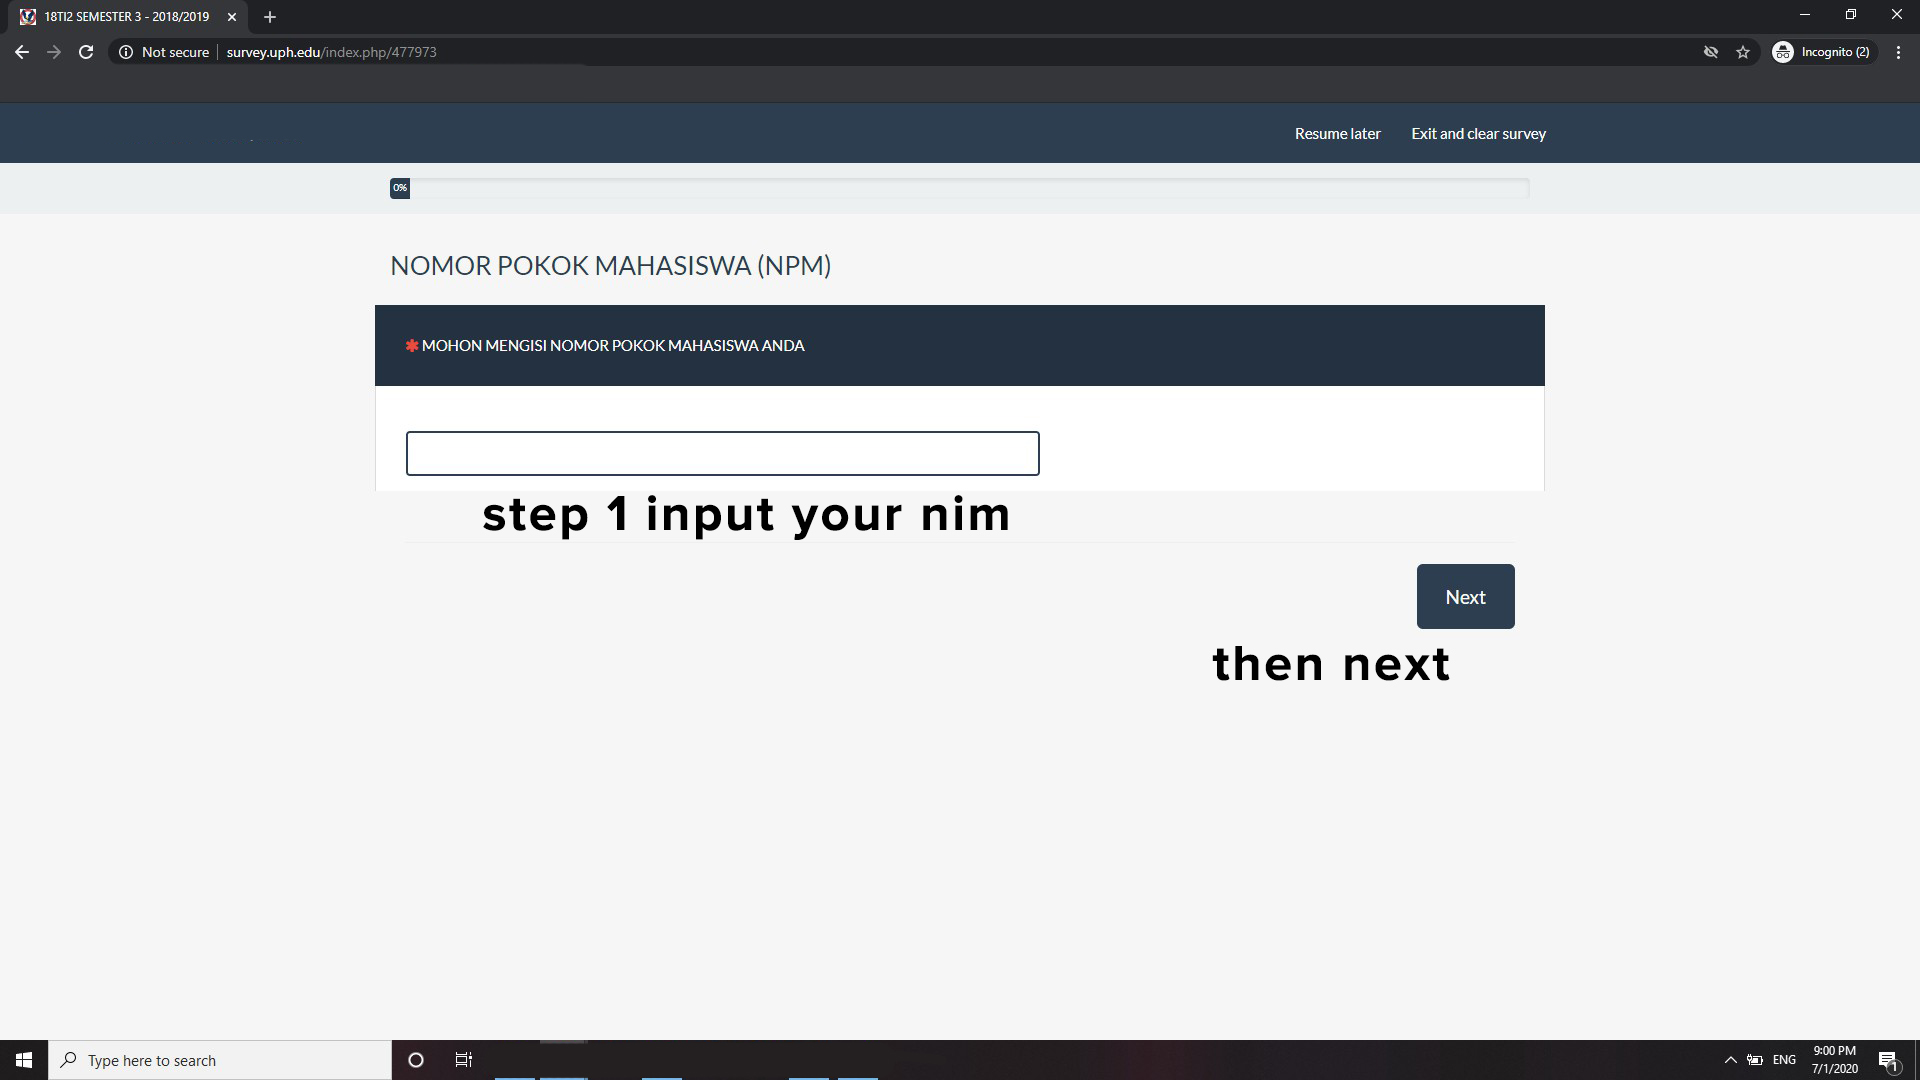 18TI2 SEMESTER 3 - 2018/2019
Not secure survey.uph.edu/index.php/477973
Incognito (2)
Resume later Exit and clear survey
0%
NOMOR POKOK MAHASISWA (NPM)
* MOHON MENGISI NOMOR POKOK MAHASISWA ANDA
step 1 input your nim
Next
then next
Type here to search
ENG
9:00 PM
7/1/2020
1